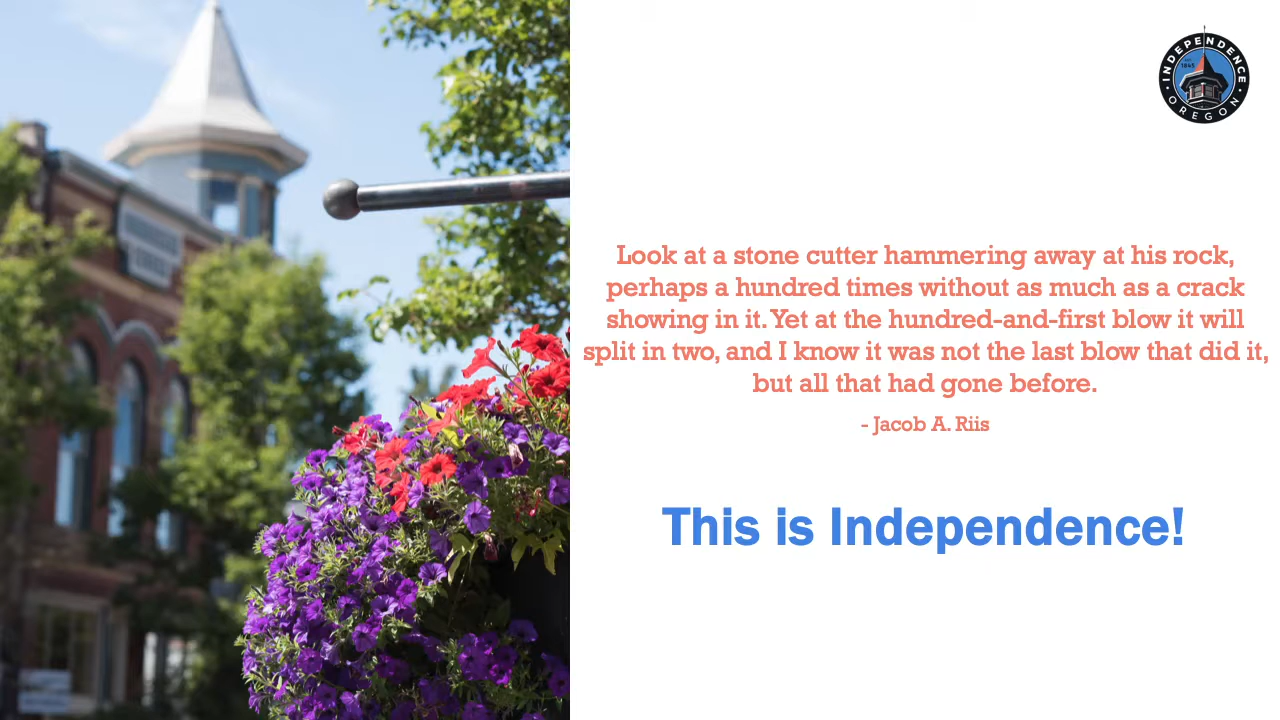 INDEPENDENCE
1845
OREGON
Look at a stone cutter hammering away at his rock,
perhaps a hundred times without as much as a crack
showing in it. Yet at the hundred-and-first blow it will
split in two, and I know it was not the last blow that did it,
but all that had gone before.
- Jacob A. Riis
This is Independence!